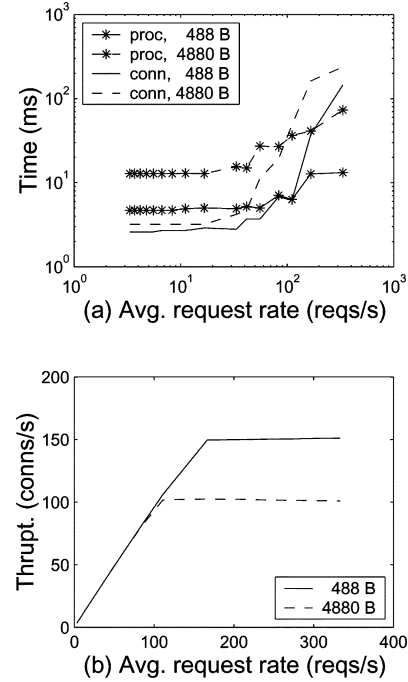 10³
10²
10¹
10⁰
Time (ms)
proc, 488 B
proc, 4880 B
conn, 488 B
conn, 4880 B
10⁰ 10¹ 10² 10³
(a) Avg. request rate (reqs/s)
200
150
100
50
0
Thrupt. (conns/s)
488 B
4880 B
0 100 200 300 400
(b) Avg. request rate (reqs/s)